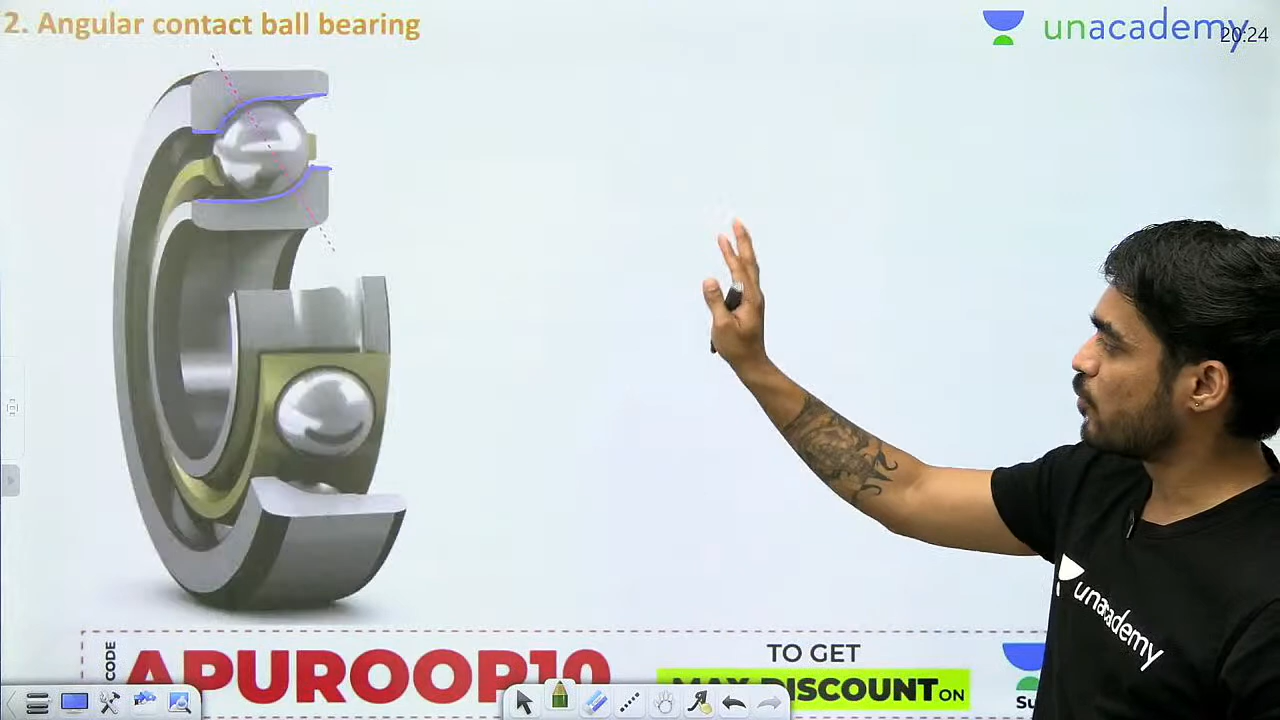 2. Angular contact ball bearing
unacademy
20:24
unacademy
CODE
APUROOP10
TO GET
MAX DISCOUNT ON